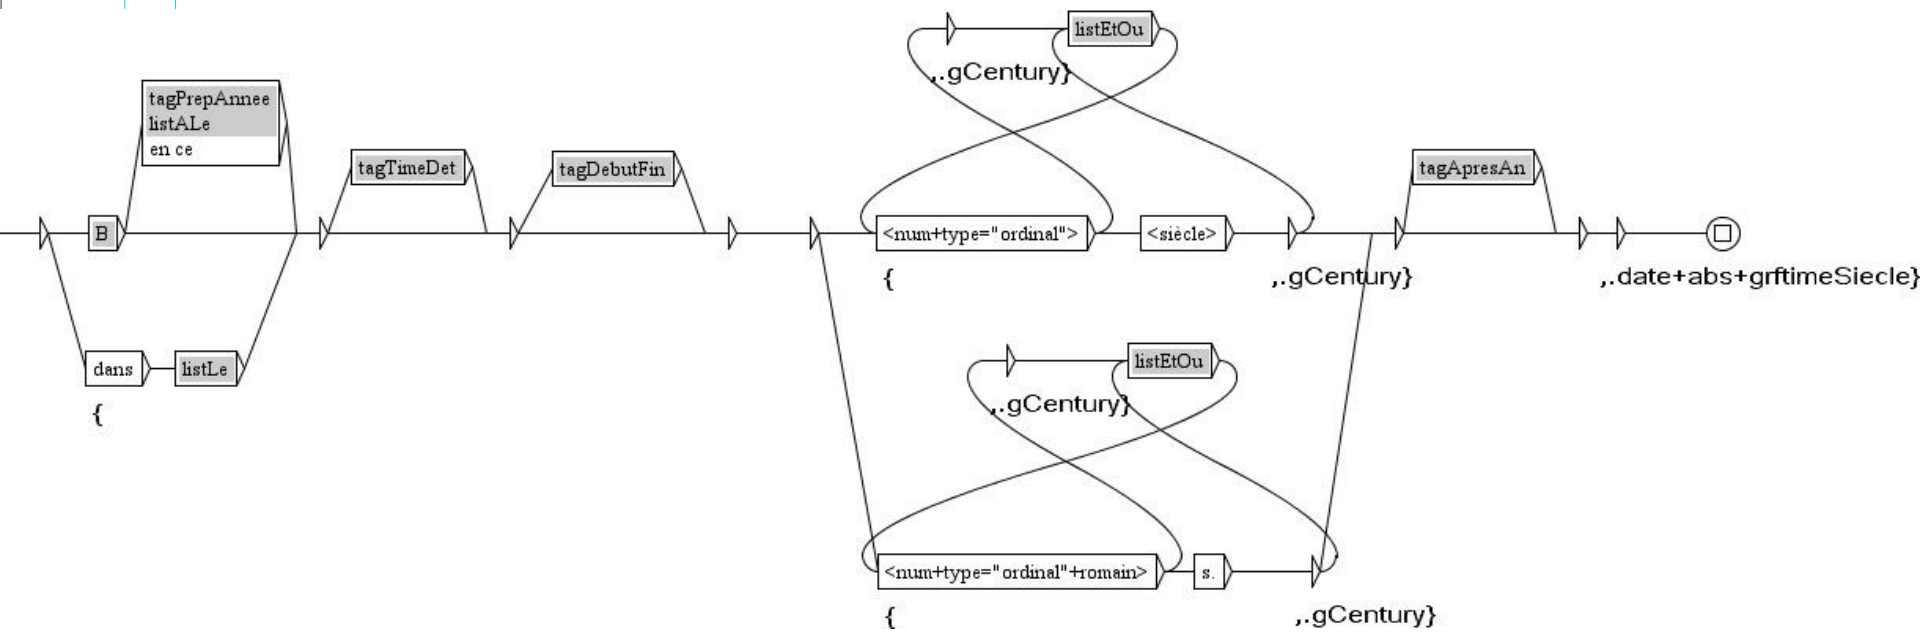 listEtOu
,.gCentury}
tagPrepAnnee
listALe
en ce
tagTimeDet
tagDebutFin
tagApresAn
B
<num+type="ordinal">
<siècle>
{
,.gCentury}
,.date+abs+grftimeSiecle}
dans
listLe
{
listEtOu
,.gCentury}
<num+type="ordinal"+romain>
s.
{
,.gCentury}